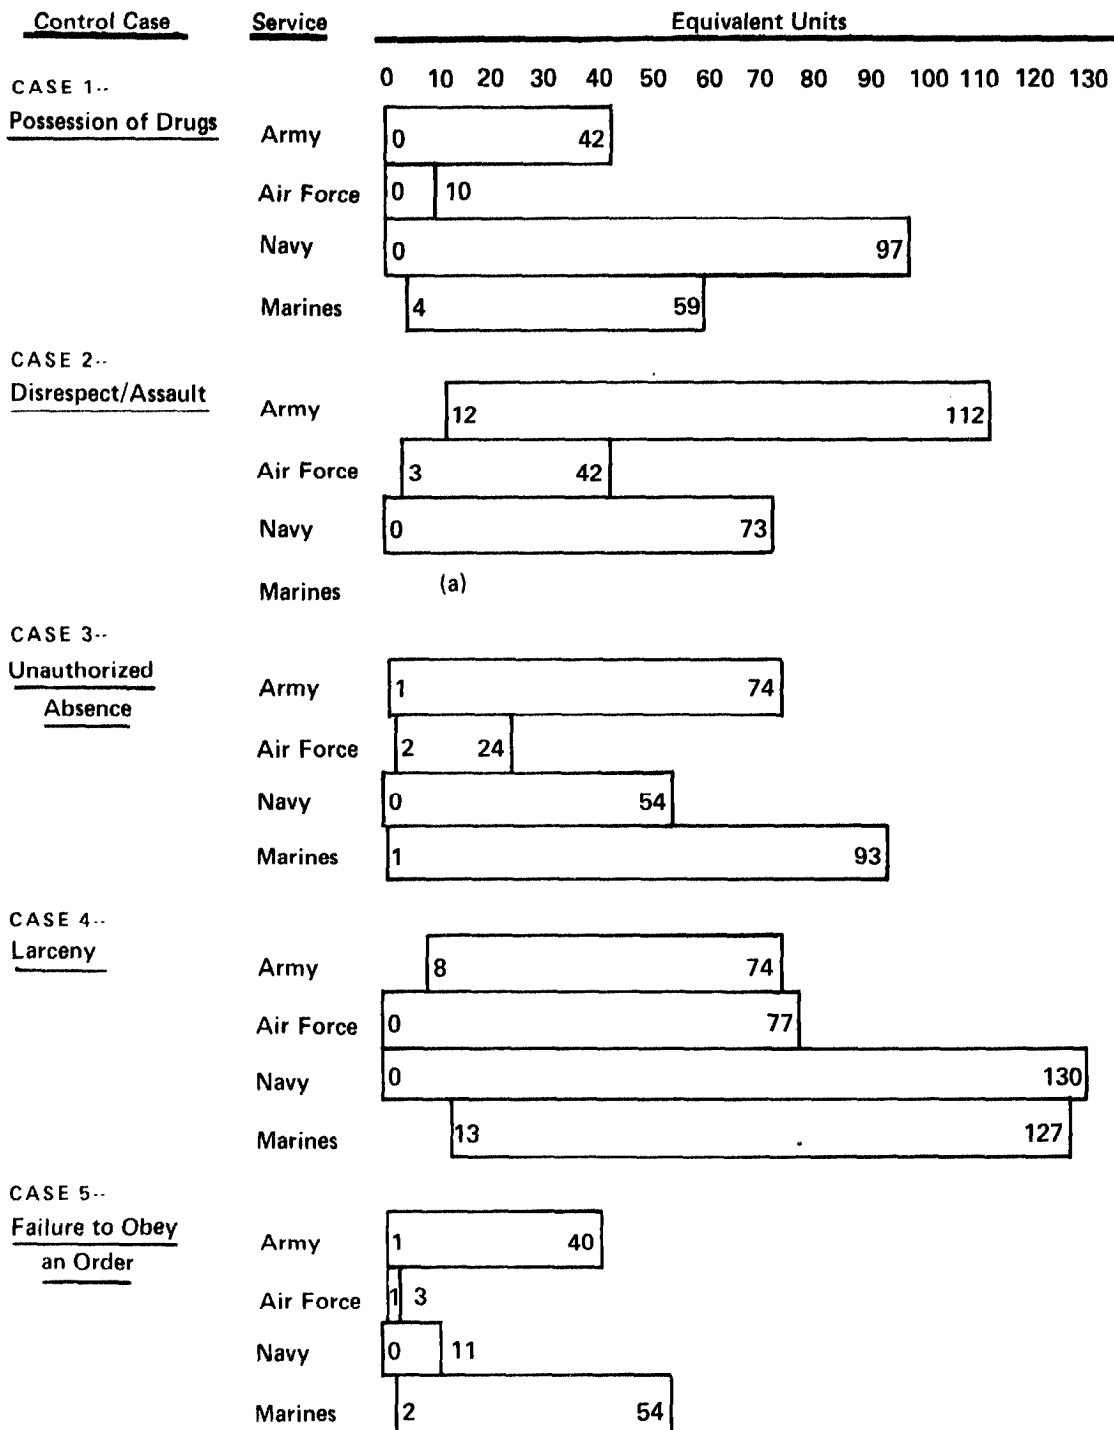 Control Case Service Equivalent Units
0 10 20 30 40 50 60 70 80 90 100 110 120 130
CASE 1--
Possession of Drugs
Army 0 42
Air Force 0 10
Navy 0 97
Marines 4 59
CASE 2--
Disrespect/Assault
Army 12 112
Air Force 3 42
Navy 0 73
Marines (a)
CASE 3--
Unauthorized
Absence
Army 1 74
Air Force 2 24
Navy 0 54
Marines 1 93
CASE 4--
Larceny
Army 8 74
Air Force 0 77
Navy 0 130
Marines 13 127
CASE 5--
Failure to Obey
an Order
Army 1 40
Air Force 1 3
Navy 0 11
Marines 2 54